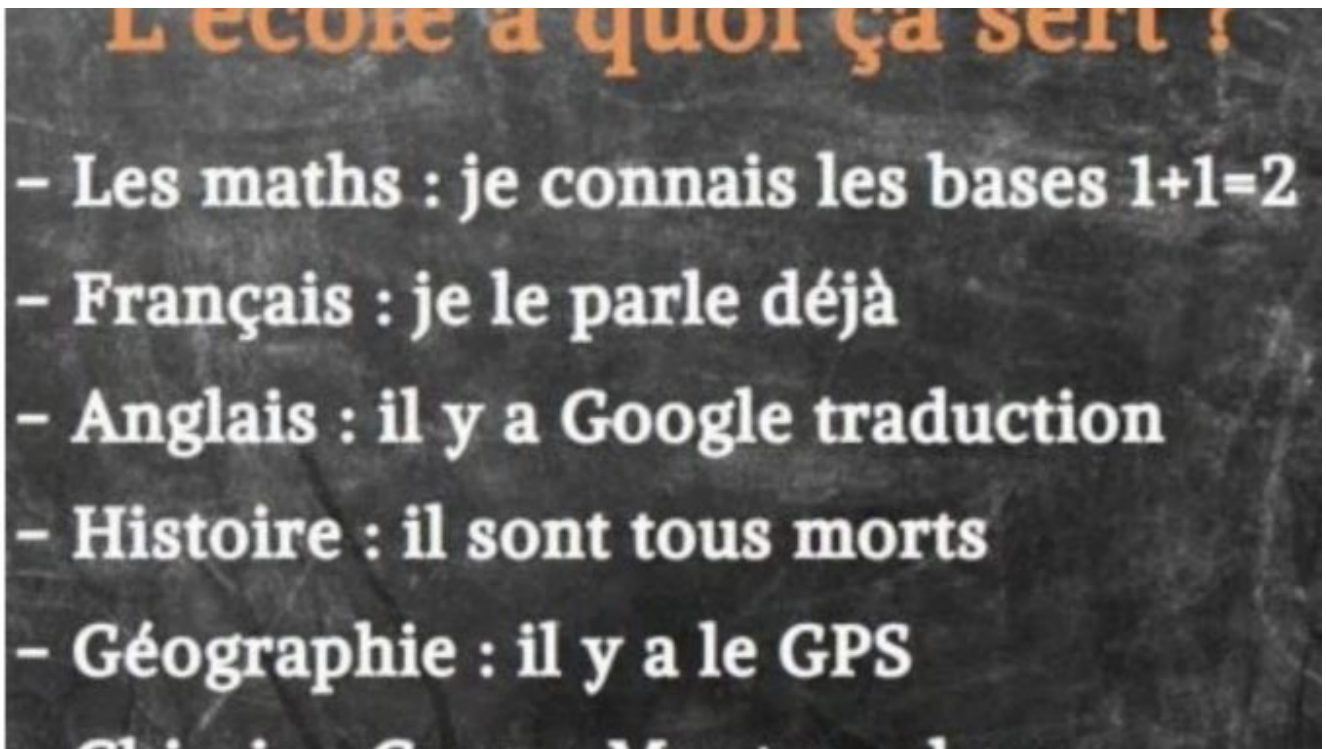 L'école à quoi ça sert ?
- Les maths : je connais les bases 1+1=2
- Français : je le parle déjà
- Anglais : il y a Google traduction
- Histoire : il sont tous morts
- Géographie : il y a le GPS